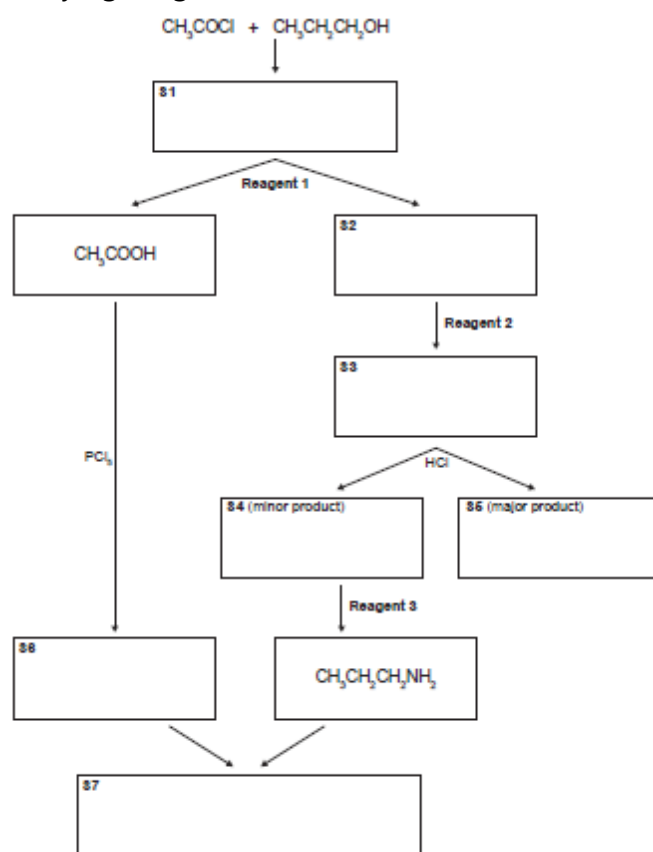 CH₃COCl + CH₃CH₂CH₂OH
S1
Reagent 1
CH₃COOH
S2
Reagent 2
S3
PCl₅
HCl
S4 (minor product)
S5 (major product)
Reagent 3
S6
CH₃CH₂CH₂NH₂
S7